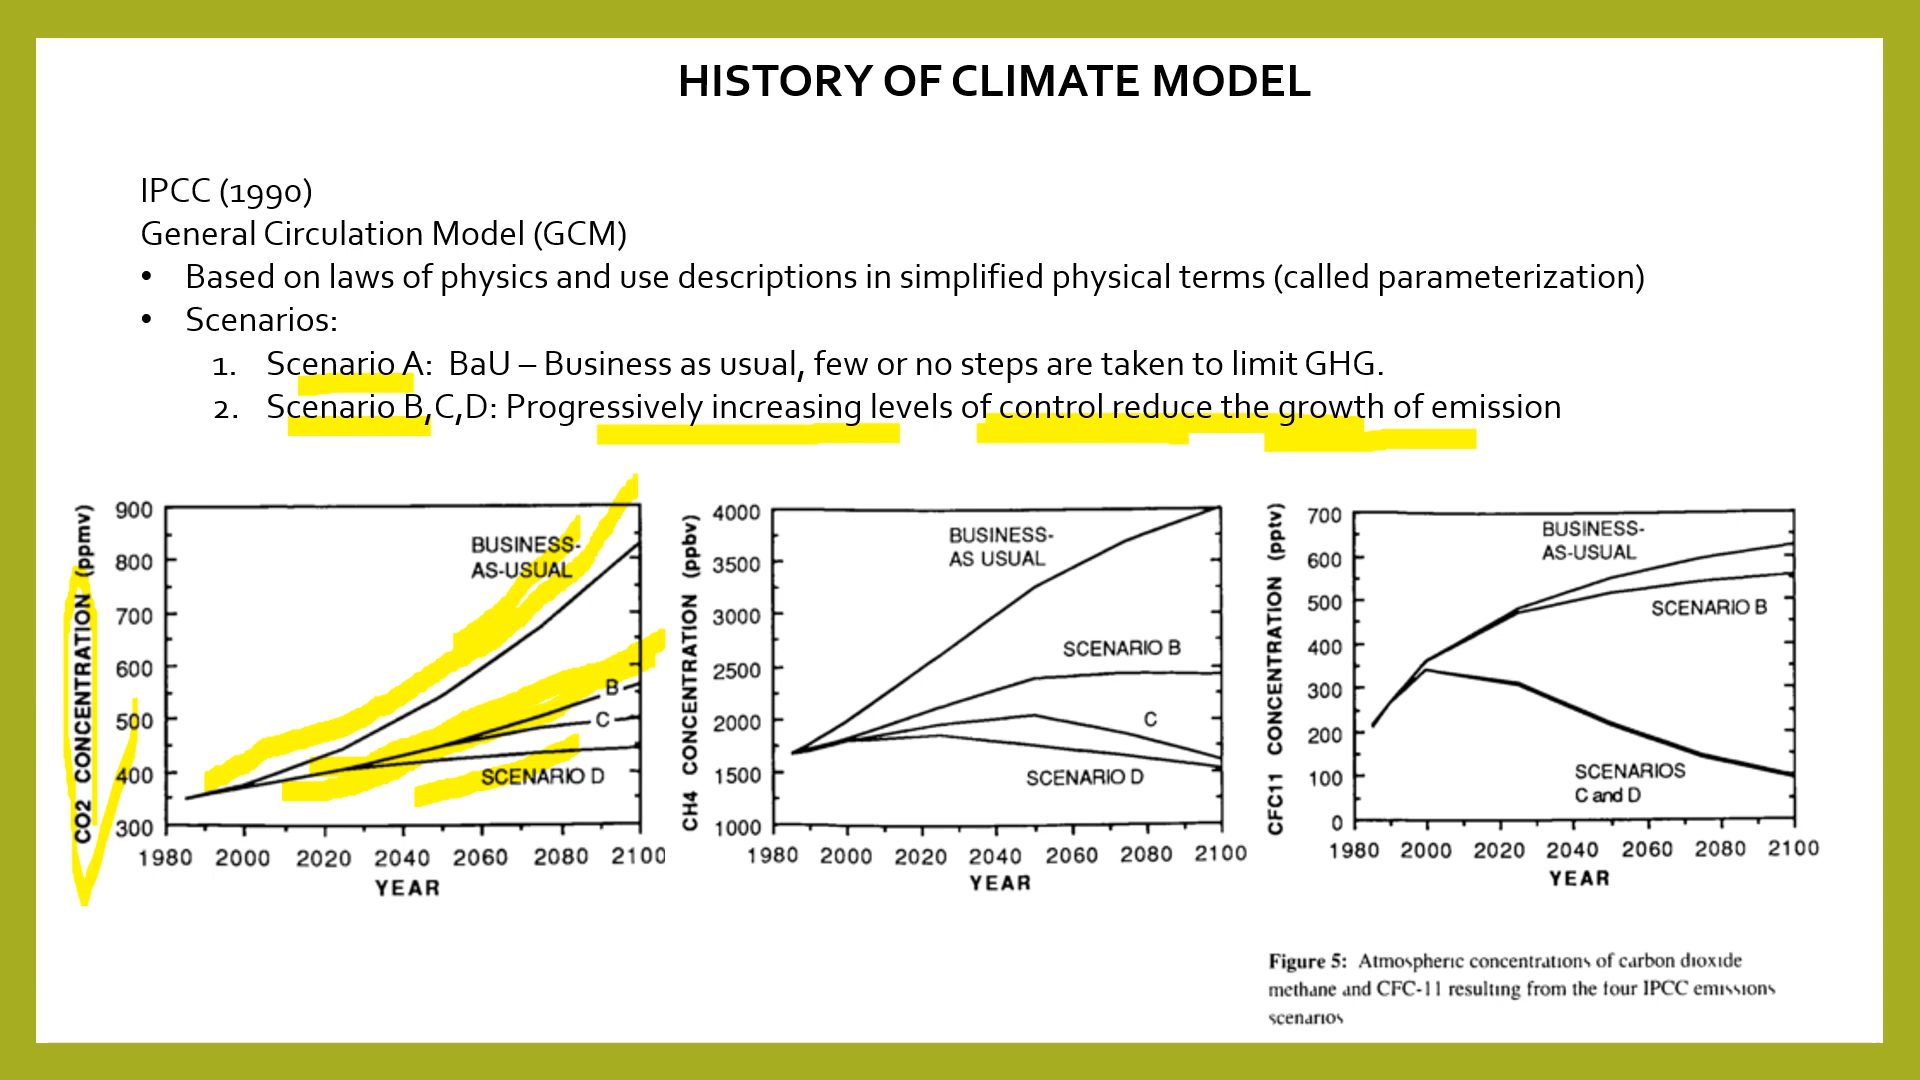 HISTORY OF CLIMATE MODEL
IPCC (1990)
General Circulation Model (GCM)
• Based on laws of physics and use descriptions in simplified physical terms (called parameterization)
• Scenarios:
1. Scenario A: BaU – Business as usual, few or no steps are taken to limit GHG.
2. Scenario B,C,D: Progressively increasing levels of control reduce the growth of emission
CO2 CONCENTRATION (ppmv)
900
800
700
600
500
400
300
BUSINESS-
AS-USUAL
B
C
SCENARIO D
1980 2000 2020 2040 2060 2080 2100
YEAR
CH4 CONCENTRATION (ppbv)
4000
3500
3000
2500
2000
1500
1000
BUSINESS-
AS USUAL
SCENARIO B
C
SCENARIO D
1980 2000 2020 2040 2060 2080 2100
YEAR
CFC11 CONCENTRATION (pptv)
700
600
500
400
300
200
100
0
BUSINESS-
AS-USUAL
SCENARIO B
SCENARIOS
C and D
1980 2000 2020 2040 2060 2080 2100
YEAR
Figure 5: Atmospheric concentrations of carbon dioxide
methane and CFC-11 resulting from the four IPCC emissions
scenarios